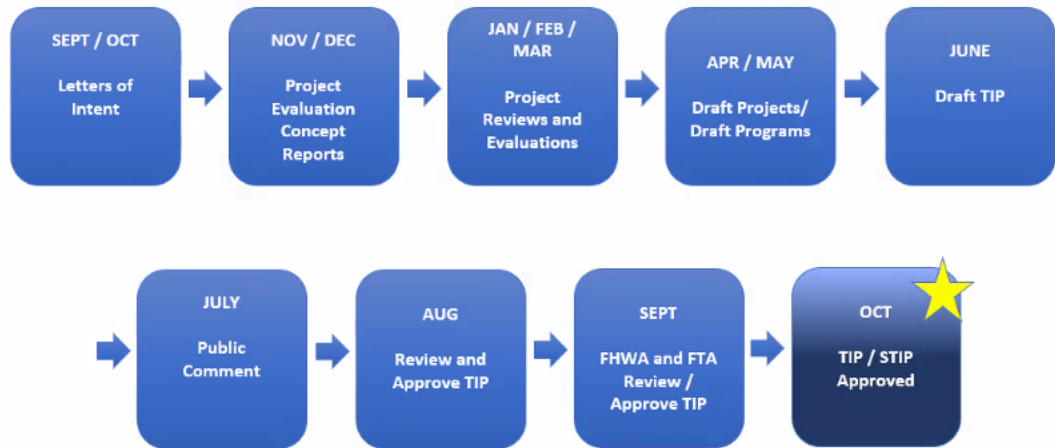 SEPT / OCT
Letters of
Intent
NOV / DEC
Project
Evaluation
Concept
Reports
JAN / FEB /
MAR
Project
Reviews and
Evaluations
APR / MAY
Draft Projects/
Draft Programs
JUNE
Draft TIP
JULY
Public
Comment
AUG
Review and
Approve TIP
SEPT
FHWA and FTA
Review /
Approve TIP
OCT
TIP / STIP
Approved